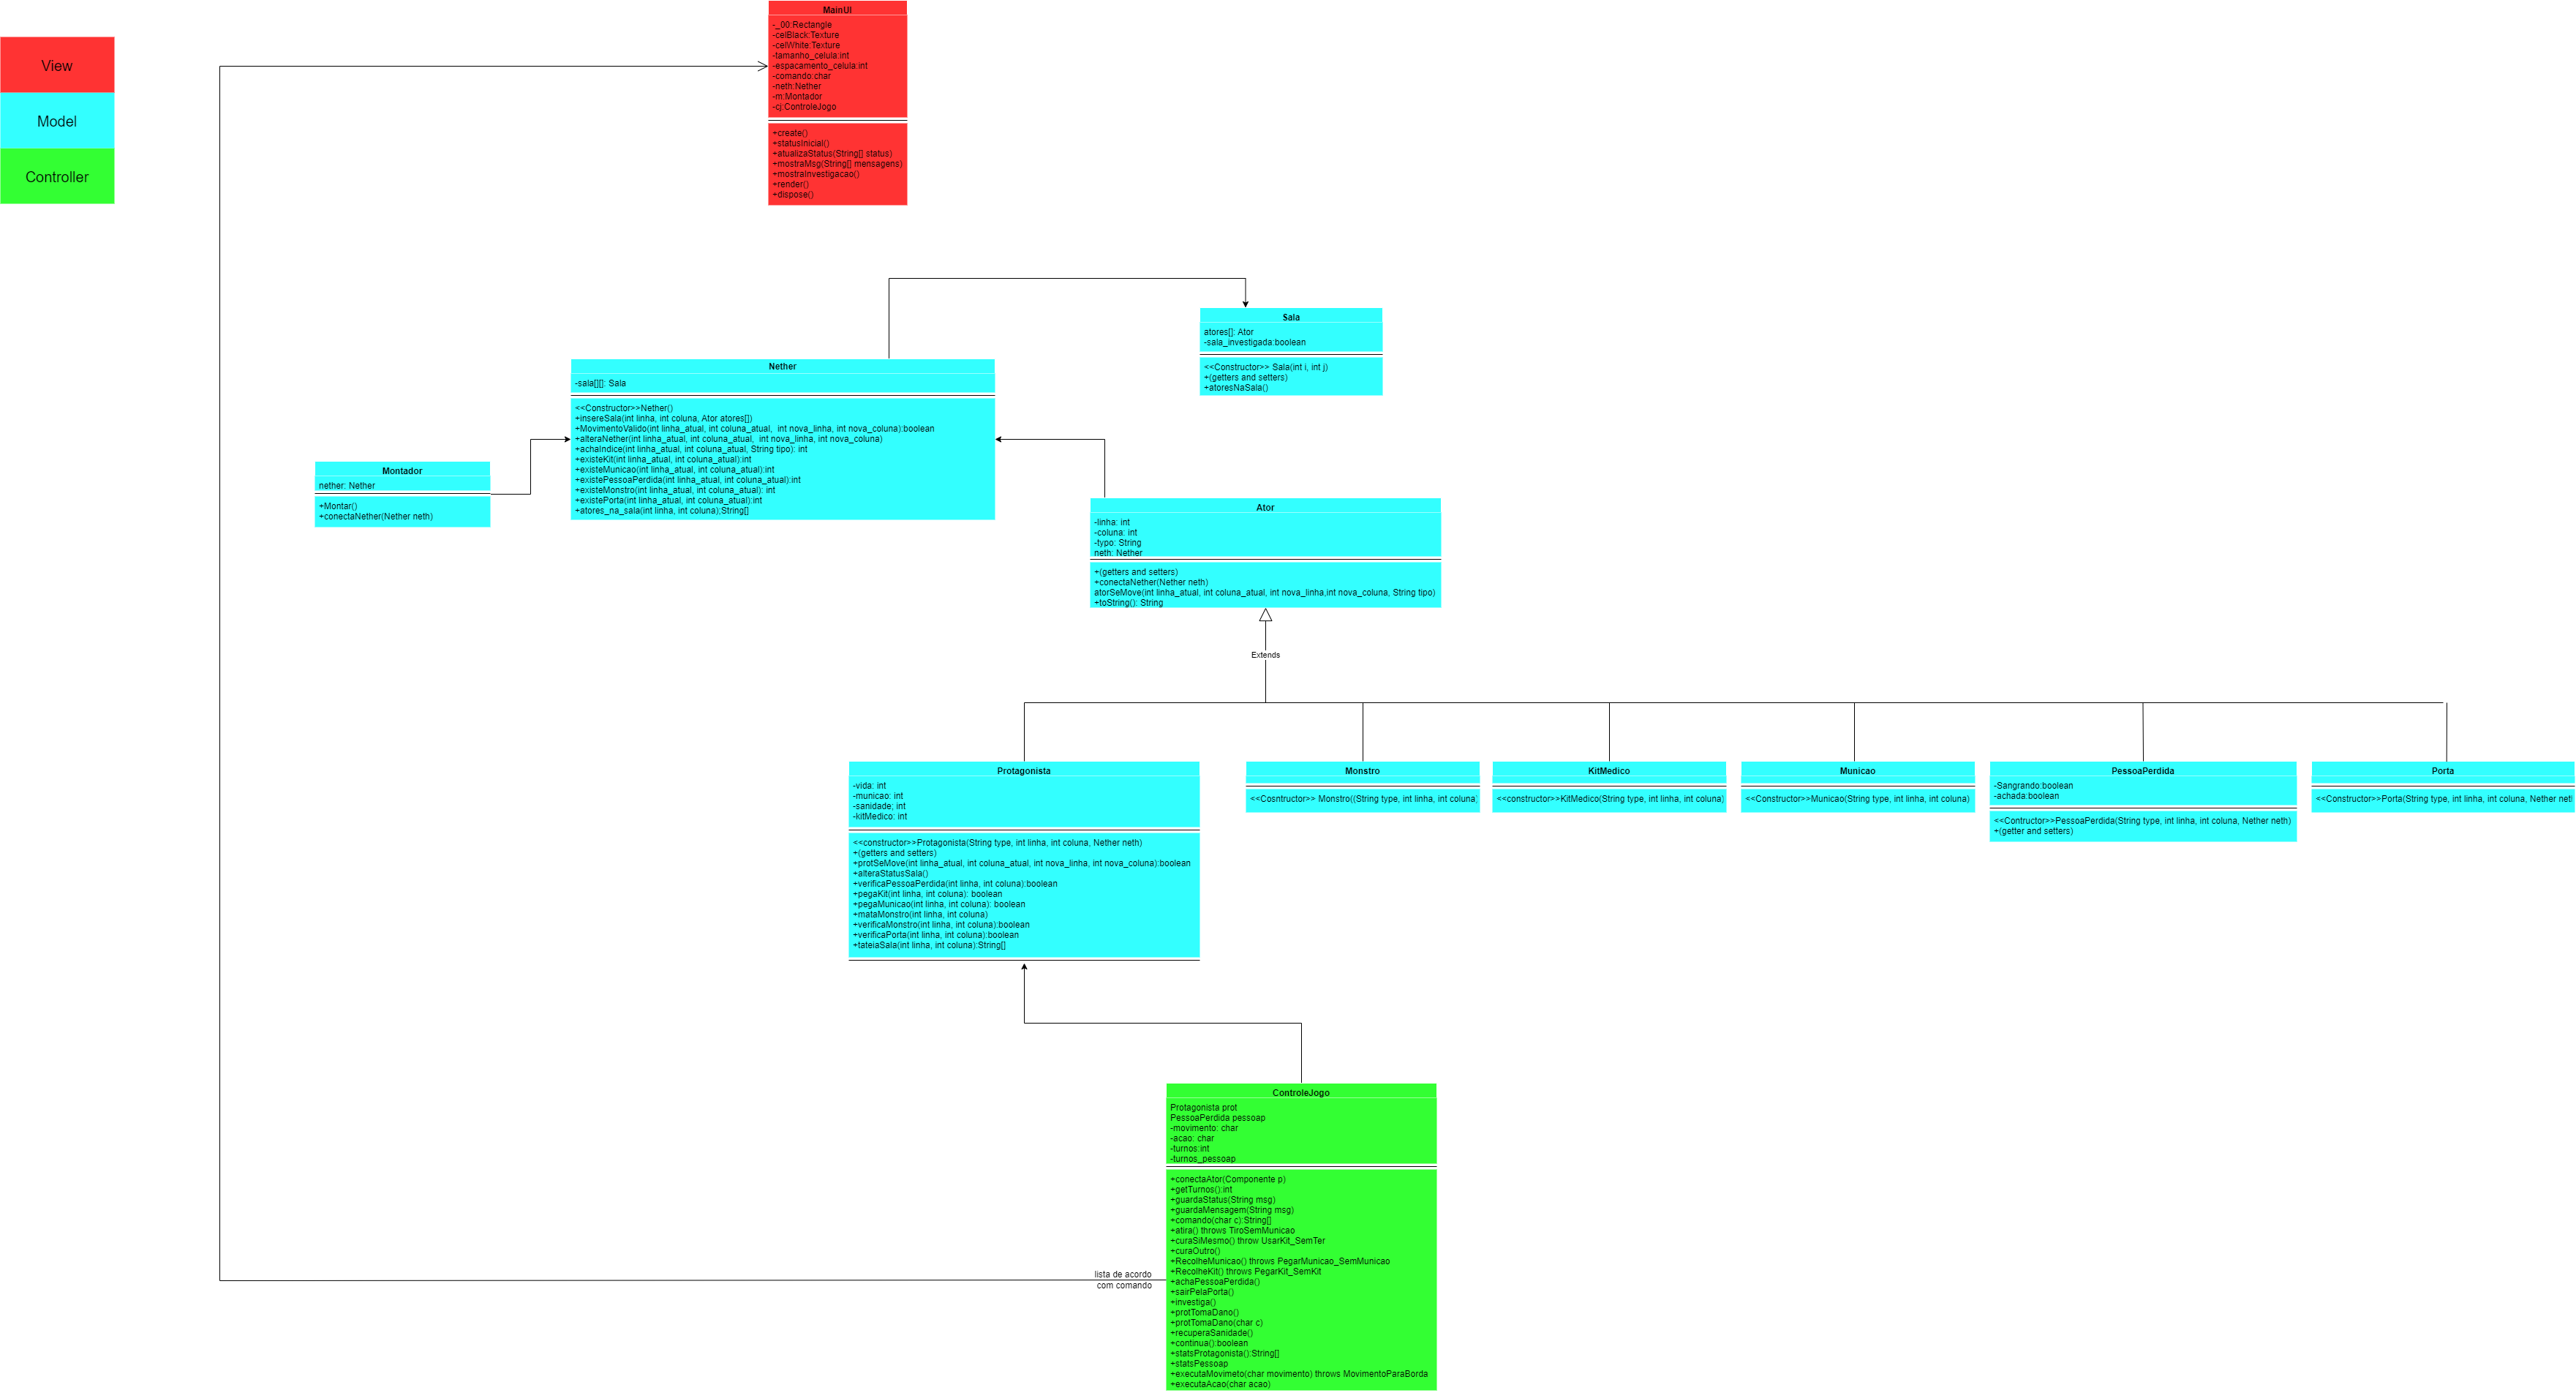 View
Model
Controller
MainUI
-_00:Rectangle
-celBlack:Texture
-celWhite:Texture
-tamanho_celula:int
-espacamento_celula:int
-comando:char
-neth:Nether
-m:Montador
-cj:ControleJogo
+create()
+statusInicial()
+atualizaStatus(String[] status)
+mostraMsg(String[] mensagens)
+mostraInvestigacao()
+render()
+dispose()
Sala
atores[]: Ator
-sala_investigada:boolean
<<Constructor>> Sala(int i, int j)
+(getters and setters)
+atoresNaSala()
Nether
-sala[][]: Sala
<<Constructor>>Nether()
+insereSala(int linha, int coluna, Ator atores[])
+MovimentoValido(int linha_atual, int coluna_atual,  int nova_linha, int nova_coluna):boolean
+alteraNether(int linha_atual, int coluna_atual,  int nova_linha, int nova_coluna)
+achaIndice(int linha_atual, int coluna_atual, String tipo): int
+existeKit(int linha_atual, int coluna_atual):int
+existeMunicao(int linha_atual, int coluna_atual):int
+existePessoaPerdida(int linha_atual, int coluna_atual):int
+existeMonstro(int linha_atual, int coluna_atual): int
+existePorta(int linha_atual, int coluna_atual):int
+atores_na_sala(int linha, int coluna);String[]
Montador
nether: Nether
+Montar()
+conectaNether(Nether neth)
Ator
-linha: int
-coluna: int
-typo: String
neth: Nether
+(getters and setters)
+conectaNether(Nether neth)
atorSeMove(int linha_atual, int coluna_atual, int nova_linha,int nova_coluna, String tipo)
+toString(): String
Extends
Protagonista
-vida: int
-municao: int
-sanidade; int
-kitMedico: int
<<constructor>>Protagonista(String type, int linha, int coluna, Nether neth)
+(getters and setters)
+protSeMove(int linha_atual, int coluna_atual, int nova_linha, int nova_coluna):boolean
+alteraStatusSala()
+verificaPessoaPerdida(int linha, int coluna):boolean
+pegaKit(int linha, int coluna): boolean
+pegaMunicao(int linha, int coluna): boolean
+mataMonstro(int linha, int coluna)
+verificaMonstro(int linha, int coluna):boolean
+verificaPorta(int linha, int coluna):boolean
+tateiaSala(int linha, int coluna):String[]
Monstro
<<Cosntructor>> Monstro((String type, int linha, int coluna)
KitMedico
<<constructor>>KitMedico(String type, int linha, int coluna)
Municao
<<Constructor>>Municao(String type, int linha, int coluna)
PessoaPerdida
-Sangrando:boolean
-achada:boolean
<<Contructor>>PessoaPerdida(String type, int linha, int coluna, Nether neth)
+(getter and setters)
Porta
<<Constructor>>Porta(String type, int linha, int coluna, Nether net
ControleJogo
Protagonista prot
PessoaPerdida pessoap
-movimento: char
-acao: char
-turnos:int
-turnos_pessoap
+conectaAtor(Componente p)
+getTurnos():int
+guardaStatus(String msg)
+guardaMensagem(String msg)
+comando(char c):String[]
+atira() throws TiroSemMunicao
+curaSiMesmo() throw UsarKit_SemTer
+curaOutro()
+RecolheMunicao() throws PegarMunicao_SemMunicao
+RecolheKit() throws PegarKit_SemKit
+achaPessoaPerdida()
+sairPelaPorta()
+investiga()
+protTomaDano()
+protTomaDano(char c)
+recuperaSanidade()
+continua():boolean
+statsProtagonista():String[]
+statsPessoap
+executaMovimeto(char movimento) throws MovimentoParaBorda
+executaAcao(char acao)
lista de acordo
com comando